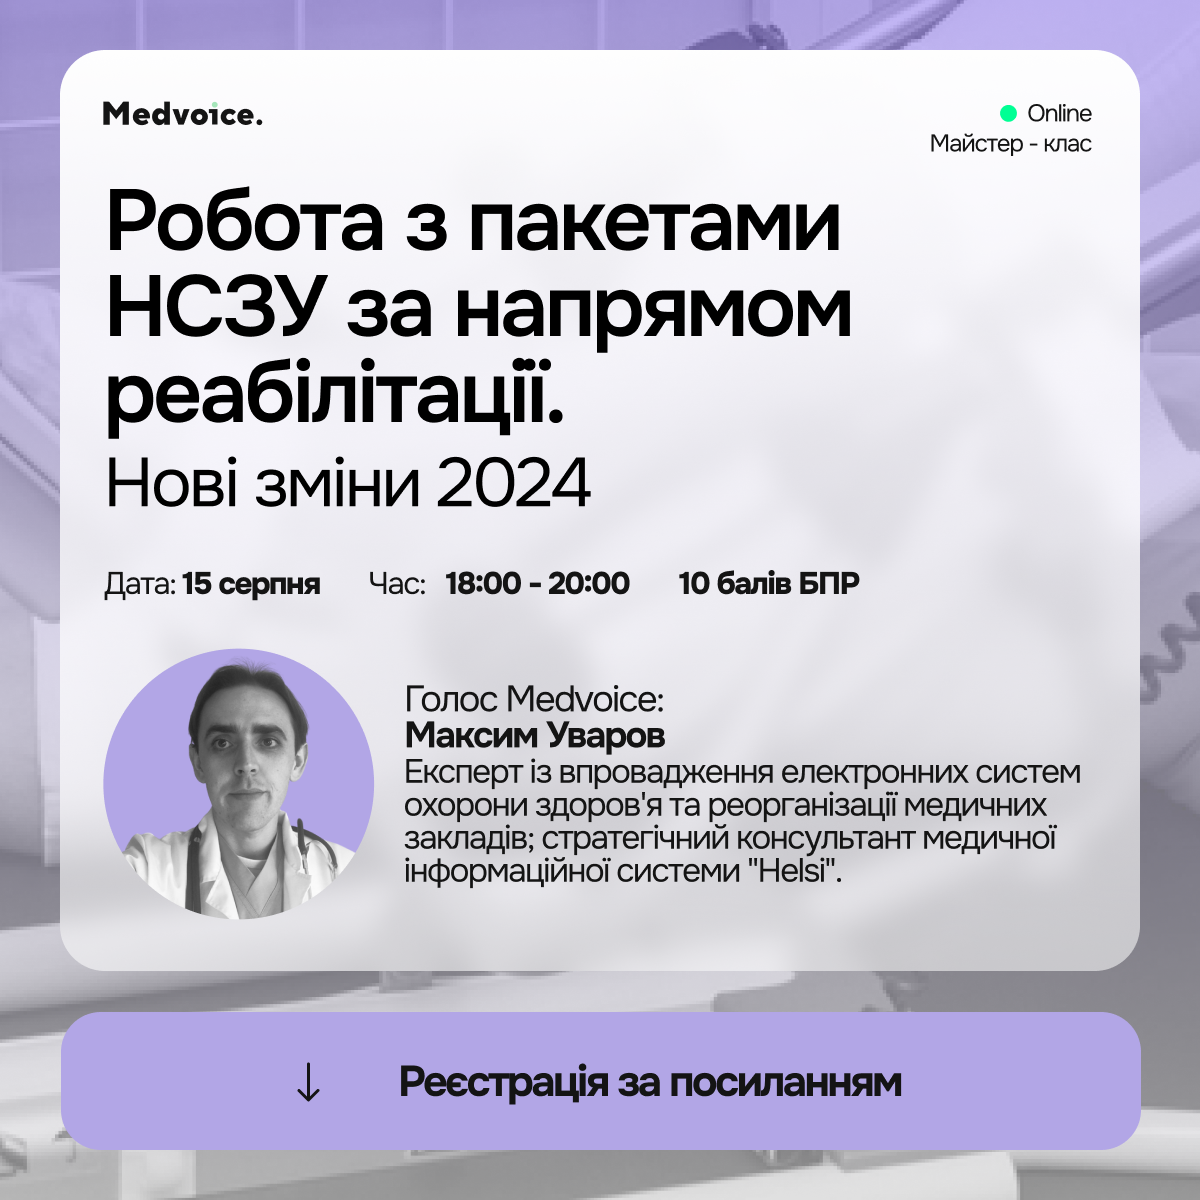 Medvoice.
Online
Майстер - клас
Робота з пакетами
НСЗУ за напрямом
реабілітації.
Нові зміни 2024
Дата: 15 серпня Час: 18:00 - 20:00 10 балів БПР
Голос Medvoice:
Максим Уваров
Експерт із впровадження електронних систем
охорони здоров'я та реорганізації медичних
закладів; стратегічний консультант медичної
інформаційної системи "Helsi".
↓ Реєстрація за посиланням